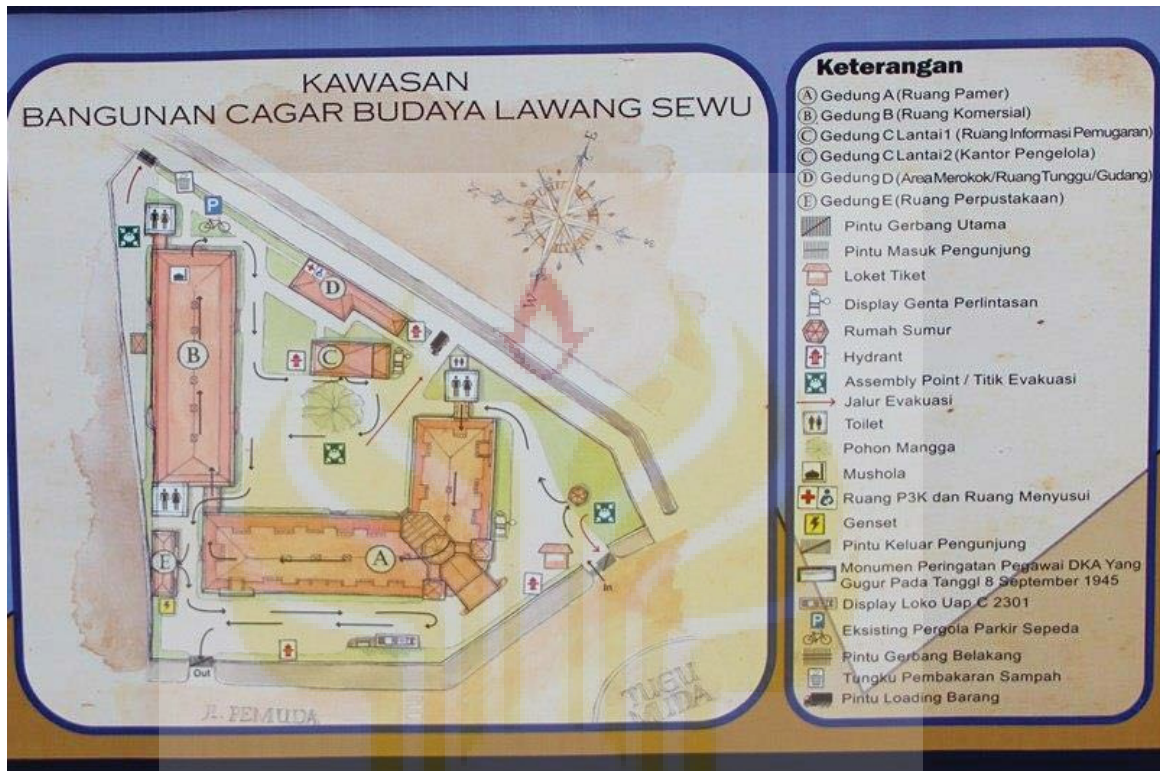 KAWASAN
BANGUNAN CAGAR BUDAYA LAWANG SEWU
P
D
C
B
A
E
In
Out
JL. PEMUDA
TUGU
MUDA
Keterangan
A Gedung A (Ruang Pamer)
B Gedung B (Ruang Komersial)
C Gedung C Lantai1 (Ruang Informasi Pemugaran)
C Gedung C Lantai2 (Kantor Pengelola)
D Gedung D (Area Merokok/Ruang Tunggu/Gudang)
E Gedung E (Ruang Perpustakaan)
Pintu Gerbang Utama
Pintu Masuk Pengunjung
Loket Tiket
Display Genta Perlintasan
Rumah Sumur
Hydrant
Assembly Point / Titik Evakuasi
Jalur Evakuasi
Toilet
Pohon Mangga
Mushola
Ruang P3K dan Ruang Menyusui
Genset
Pintu Keluar Pengunjung
Monumen Peringatan Pegawai DKA Yang
Gugur Pada Tanggl 8 September 1945
Display Loko Uap C 2301
P Eksisting Pergola Parkir Sepeda
Pintu Gerbang Belakang
Tungku Pembakaran Sampah
Pintu Loading Barang